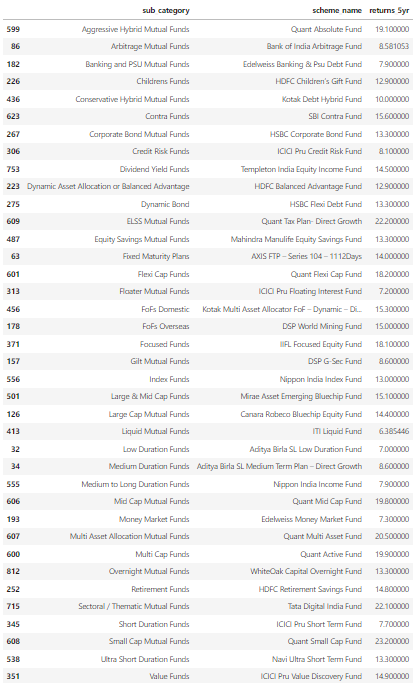 sub category scheme name returns 5yr
599 Aggressive Hybrid Mutual Funds Quant Absolute Fund 19.100000
86 Arbitrage Mutual Funds Bank of India Arbitrage Fund 8.581053
182 Banking and PSU Mutual Funds Edelweiss Banking & Psu Debt Fund 7.900000
226 Childrens Funds HDFC Children's Gift Fund 12.900000
436 Conservative Hybrid Mutual Funds Kotak Debt Hybrid Fund 10.000000
623 Contra Funds SBI Contra Fund 15.600000
267 Corporate Bond Mutual Funds HSBC Corporate Bond Fund 13.300000
306 Credit Risk Funds ICICI Pru Credit Risk Fund 8.100000
753 Dividend Yield Funds Templeton India Equity Income Fund 14.500000
223 Dynamic Asset Allocation or Balanced Advantage HDFC Balanced Advantage Fund 12.900000
275 Dynamic Bond HSBC Flexi Debt Fund 13.300000
609 ELSS Mutual Funds Quant Tax Plan- Direct Growth 22.200000
487 Equity Savings Mutual Funds Mahindra Manulife Equity Savings Fund 13.300000
63 Fixed Maturity Plans AXIS FTP – Series 104 – 1112Days 14.000000
601 Flexi Cap Funds Quant Flexi Cap Fund 18.200000
313 Floater Mutual Funds ICICI Pru Floating Interest Fund 7.200000
456 FoFs Domestic Kotak Multi Asset Allocator FoF – Dynamic – Di... 15.300000
178 FoFs Overseas DSP World Mining Fund 15.000000
371 Focused Funds IIFL Focused Equity Fund 18.100000
157 Gilt Mutual Funds DSP G-Sec Fund 8.600000
556 Index Funds Nippon India Index Fund 13.000000
501 Large & Mid Cap Funds Mirae Asset Emerging Bluechip Fund 15.100000
126 Large Cap Mutual Funds Canara Robeco Bluechip Equity Fund 14.400000
413 Liquid Mutual Funds ITI Liquid Fund 6.385446
32 Low Duration Funds Aditya Birla SL Low Duration Fund 7.000000
34 Medium Duration Funds Aditya Birla SL Medium Term Plan – Direct Growth 8.600000
555 Medium to Long Duration Funds Nippon India Income Fund 7.900000
606 Mid Cap Mutual Funds Quant Mid Cap Fund 19.800000
193 Money Market Funds Edelweiss Money Market Fund 7.300000
607 Multi Asset Allocation Mutual Funds Quant Multi Asset Fund 20.500000
600 Multi Cap Funds Quant Active Fund 19.900000
812 Overnight Mutual Funds WhiteOak Capital Overnight Fund 13.300000
252 Retirement Funds HDFC Retirement Savings Fund 14.800000
715 Sectoral / Thematic Mutual Funds Tata Digital India Fund 22.100000
345 Short Duration Funds ICICI Pru Short Term Fund 7.700000
608 Small Cap Mutual Funds Quant Small Cap Fund 23.200000
538 Ultra Short Duration Funds Navi Ultra Short Term Fund 13.300000
351 Value Funds ICICI Pru Value Discovery Fund 14.900000